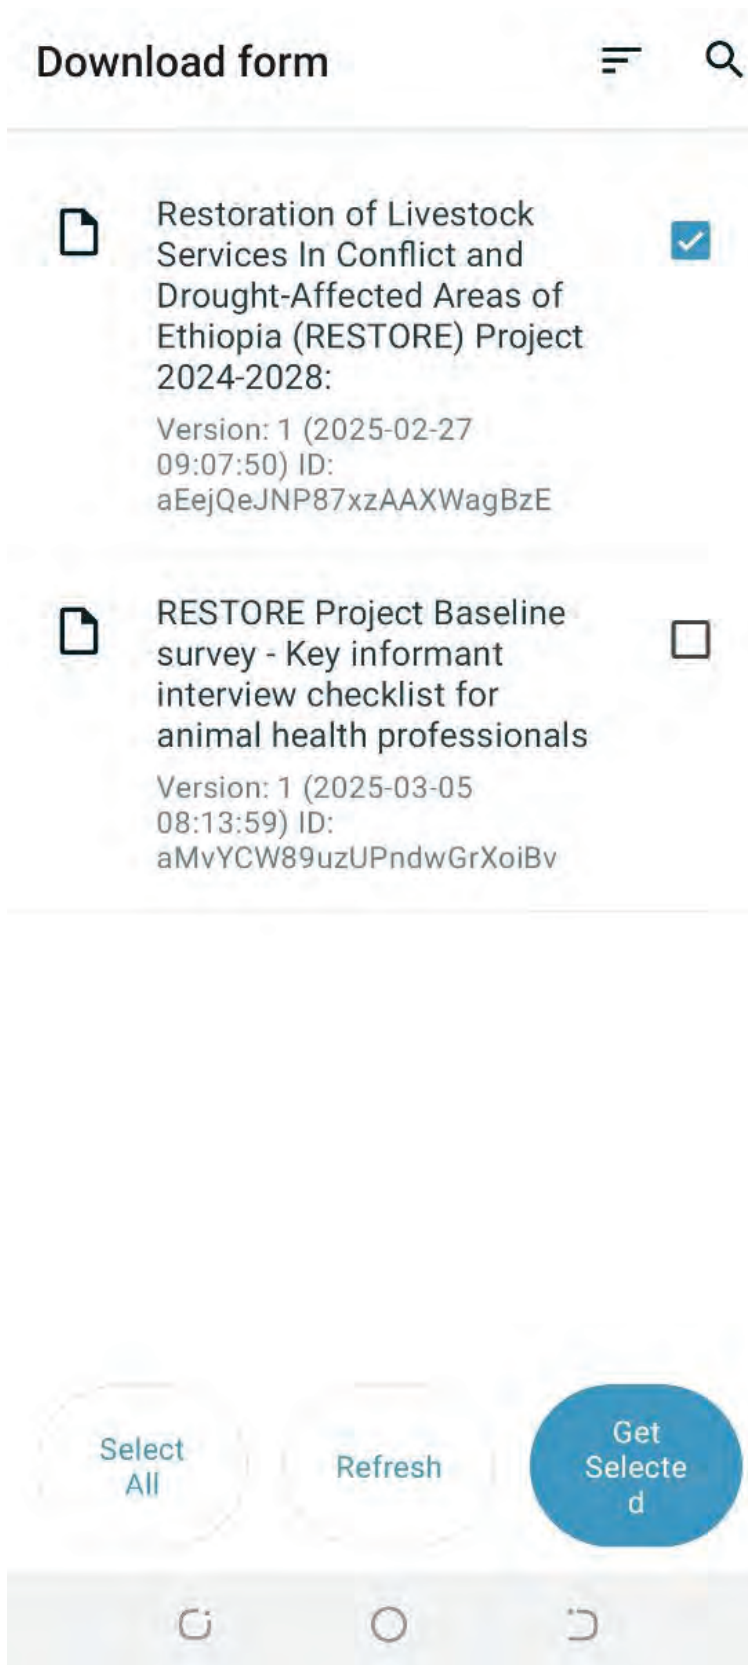 Download form
Restoration of Livestock
Services In Conflict and
Drought-Affected Areas of
Ethiopia (RESTORE) Project
2024-2028:
Version: 1 (2025-02-27
09:07:50) ID:
aEejQeJNP87xzAAXWagBzE
RESTORE Project Baseline
survey - Key informant
interview checklist for
animal health professionals
Version: 1 (2025-03-05
08:13:59) ID:
aMvYCW89uzUPndwGrXoiBv
Select
All
Refresh
Get
Selecte
d